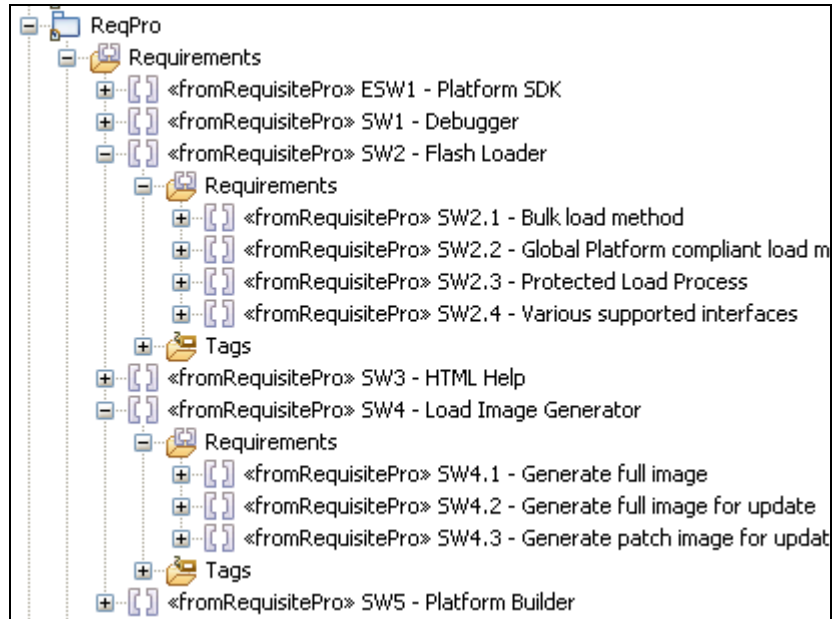 ReqPro
Requirements
«fromRequisitePro» ESW1 - Platform SDK
«fromRequisitePro» SW1 - Debugger
«fromRequisitePro» SW2 - Flash Loader
Requirements
«fromRequisitePro» SW2.1 - Bulk load method
«fromRequisitePro» SW2.2 - Global Platform compliant load m
«fromRequisitePro» SW2.3 - Protected Load Process
«fromRequisitePro» SW2.4 - Various supported interfaces
Tags
«fromRequisitePro» SW3 - HTML Help
«fromRequisitePro» SW4 - Load Image Generator
Requirements
«fromRequisitePro» SW4.1 - Generate full image
«fromRequisitePro» SW4.2 - Generate full image for update
«fromRequisitePro» SW4.3 - Generate patch image for updat
Tags
«fromRequisitePro» SW5 - Platform Builder